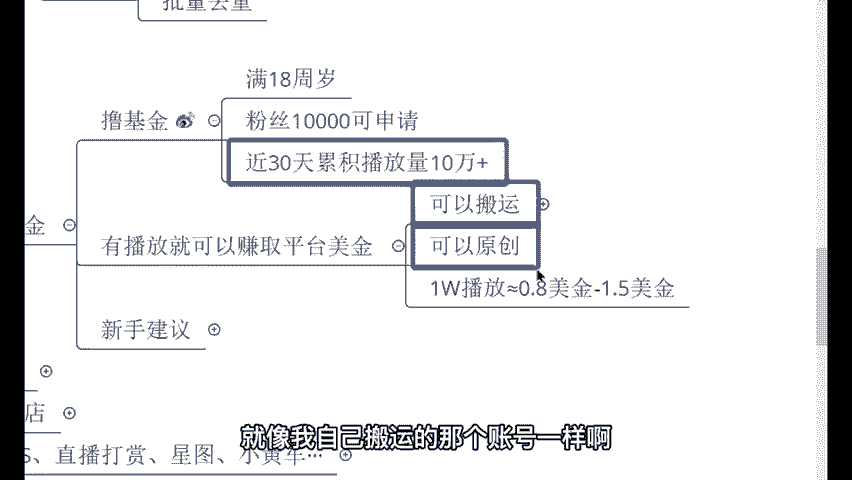 批量去重
满18周岁
撸基金
粉丝10000可申请
近30天累积播放量10万+
可以搬运
金
有播放就可以赚取平台美金
可以原创
1W播放≈0.8美金-1.5美金
新手建议
店
就像我自己搬运的那个账号一样啊
S、直播打赏、星图、小黄车…